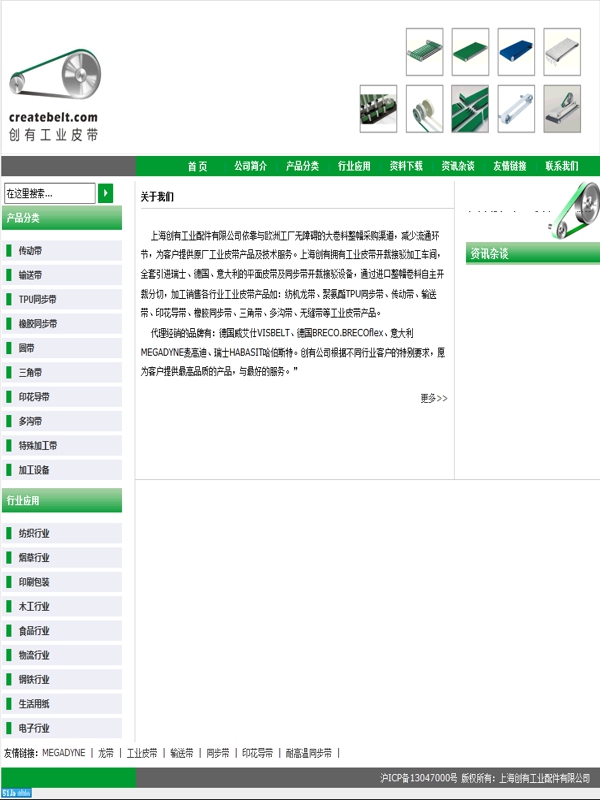 createbelt.com
创有工业皮带
首 页 公司简介 产品分类 行业应用 资料下载 资讯杂谈 友情链接 联系我们
在这里搜索...
产品分类
传动带
输送带
TPU同步带
橡胶同步带
圆带
三角带
印花导带
多沟带
特殊加工带
加工设备
行业应用
纺织行业
烟草行业
印刷包装
木工行业
食品行业
物流行业
钢铁行业
生活用纸
电子行业
关于我们
上海创有工业配件有限公司依靠与欧洲工厂无障碍的大卷料整幅采购渠道，减少流通环
节，为客户提供原厂工业皮带产品及技术服务。上海创有拥有工业皮带开裁接驳加工车间，
全套引进瑞士、德国、意大利的平面皮带及同步带开裁接驳设备，通过进口整幅卷料自主开
裁分切，加工销售各行业工业皮带产品如：纺机龙带、聚氨酯TPU同步带、传动带、输送
带、印花导带、橡胶同步带、三角带、多沟带、无缝带等工业皮带产品。
代理经销的品牌有：德国威艾仕VISBELT、德国BRECO.BRECOflex、意大利
MEGADYNE麦高迪、瑞士HABASIT哈伯斯特。创有公司根据不同行业客户的特别要求，愿
为客户提供最高品质的产品，与最好的服务。”
更多>>
资讯杂谈
友情链接：MEGADYNE | 龙带 | 工业皮带 | 输送带 | 同步带 | 印花导带 | 耐高温同步带 |
沪ICP备13047000号 版权所有：上海创有工业配件有限公司